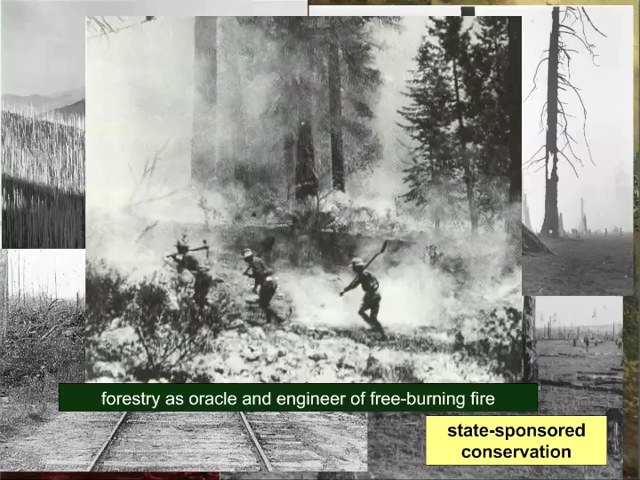 forestry as oracle and engineer of free-burning fire
state-sponsored
conservation